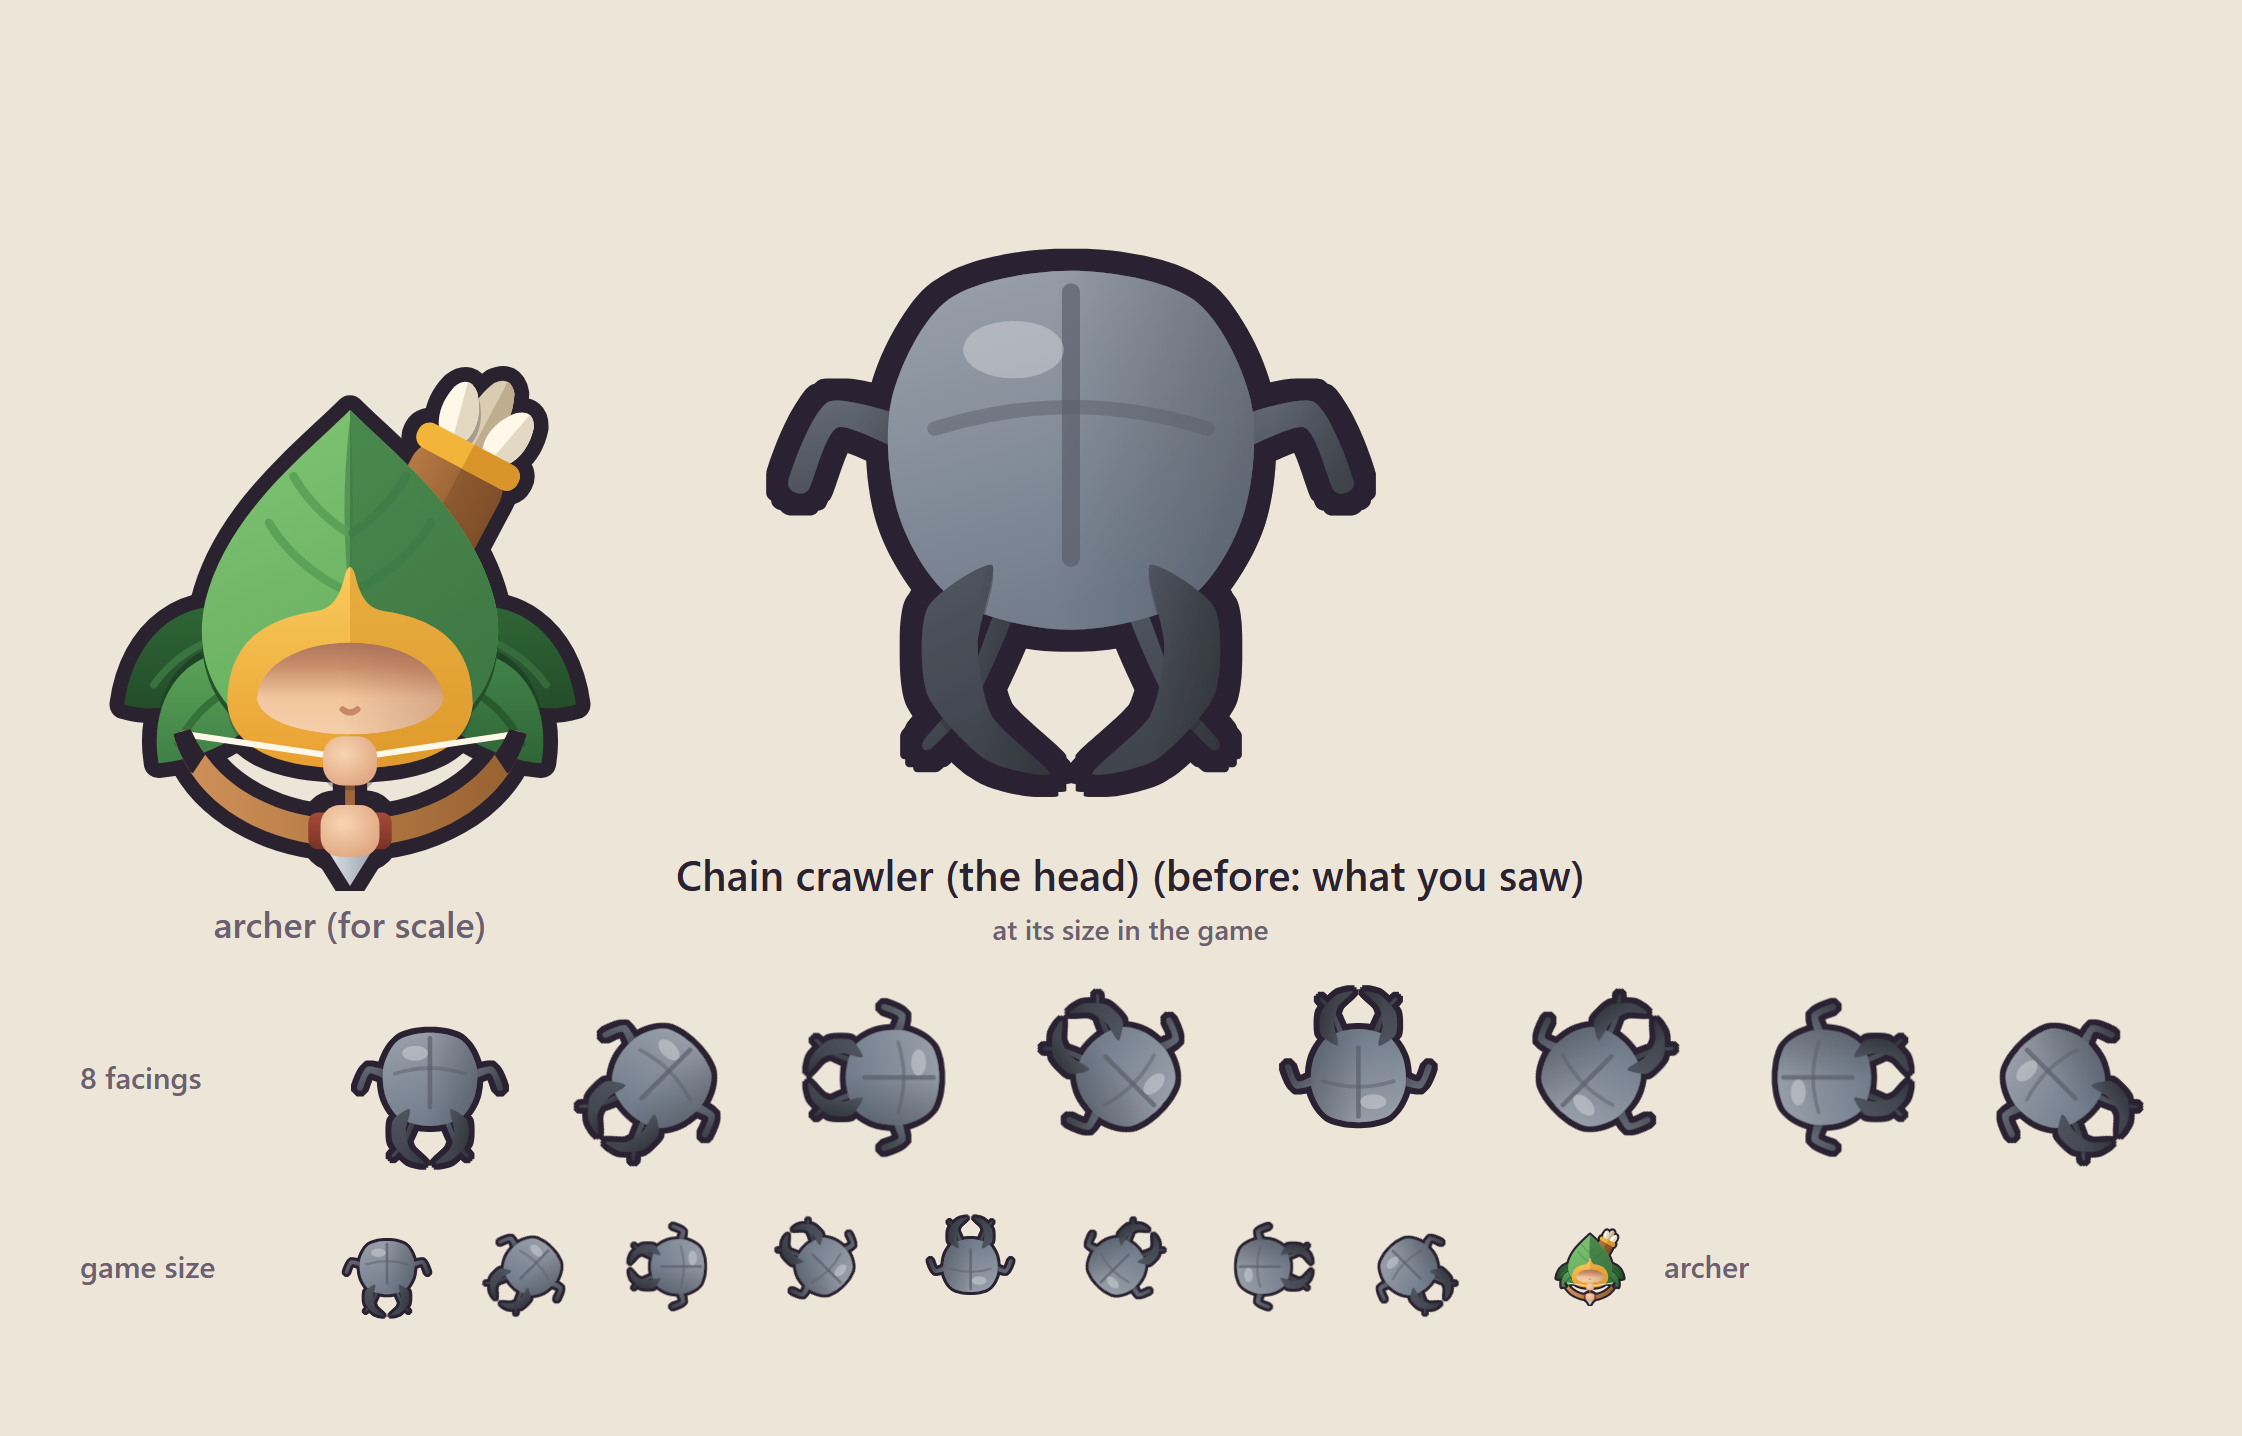 Chain crawler (the head) (before: what you saw)
archer (for scale)
at its size in the game
8 facings
game size
archer